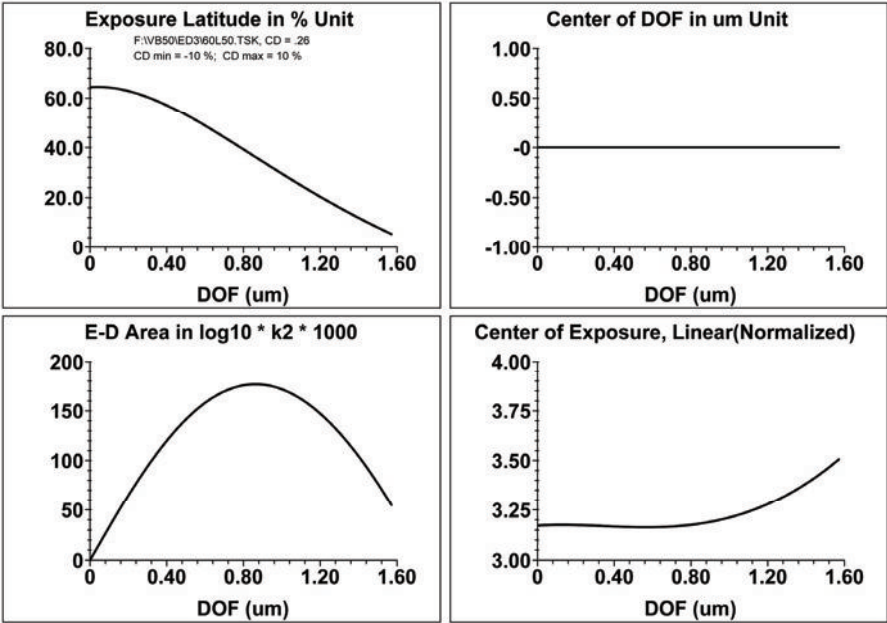 Exposure Latitude in % Unit
F:\VB50\ED3\60L50.TSK, CD = .26
CD min = -10 %; CD max = 10 %
80.0
60.0
40.0
20.0
0
0 0.40 0.80 1.20 1.60
DOF (um)
Center of DOF in um Unit
1.00
0.50
-0
-0.50
-1.00
0 0.40 0.80 1.20 1.60
DOF (um)
E-D Area in log10 * k2 * 1000
200
150
100
50
0
0 0.40 0.80 1.20 1.60
DOF (um)
Center of Exposure, Linear(Normalized)
4.00
3.75
3.50
3.25
3.00
0 0.40 0.80 1.20 1.60
DOF (um)